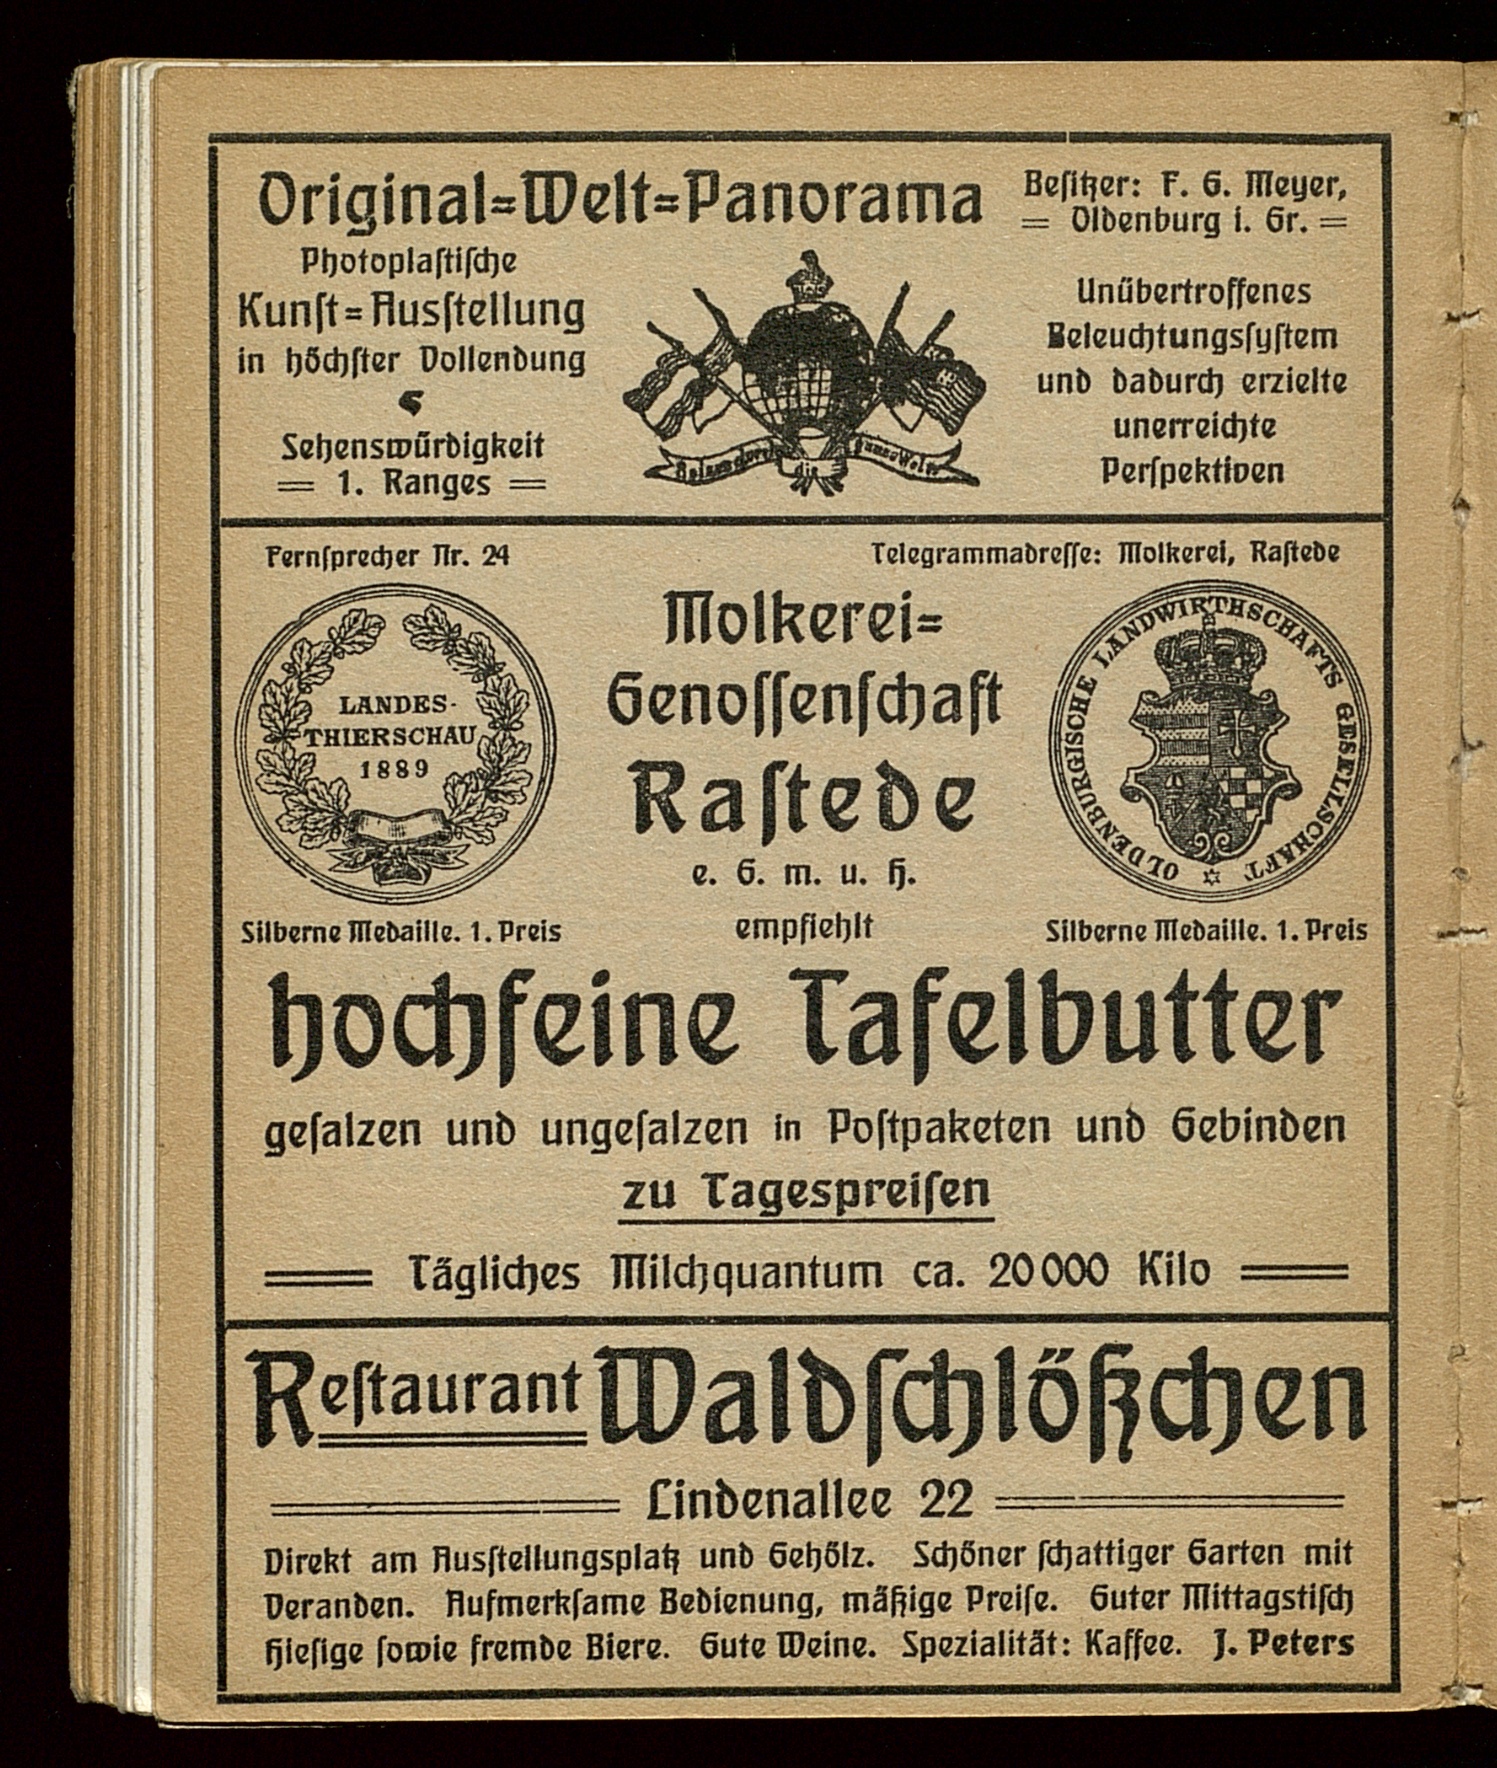 Original=Welt=Panorama
Beſitzer: F. G. Meyer,
= Oldenburg i. Gr. =
Photoplaſtiſche
Kunſt=Ausſtellung
in höchſter Vollendung
Sehenswürdigkeit
= 1. Ranges =
die
Unübertroffenes
Beleuchtungsſyſtem
und dadurch erzielte
unerreichte
Perſpektiven
Fernſprecher Nr. 24
Telegrammadreſſe: Molkerei, Raſtede
LANDES-
THIERSCHAU
1889
Silberne Medaille. 1. Preis
Molkerei=
Genoſſenſchaft
Raſtede
e. G. m. u. H.
empfiehlt
OLDENBURGISCHE LANDWIRTHSCHAFTS GESELLSCHAFT
Silberne Medaille. 1. Preis
hochfeine Tafelbutter
geſalzen und ungeſalzen in Poſtpaketen und Gebinden
zu Tagespreiſen
Tägliches Milchquantum ca. 20000 Kilo
Reſtaurant Waldſchlößchen
Lindenallee 22
Direkt am Ausſtellungsplatz und Gehölz. Schöner ſchattiger Garten mit
Veranden. Aufmerkſame Bedienung, mäßige Preiſe. Guter Mittagstiſch
Hieſige ſowie fremde Biere. Gute Weine. Spezialität: Kaffee. J. Peters